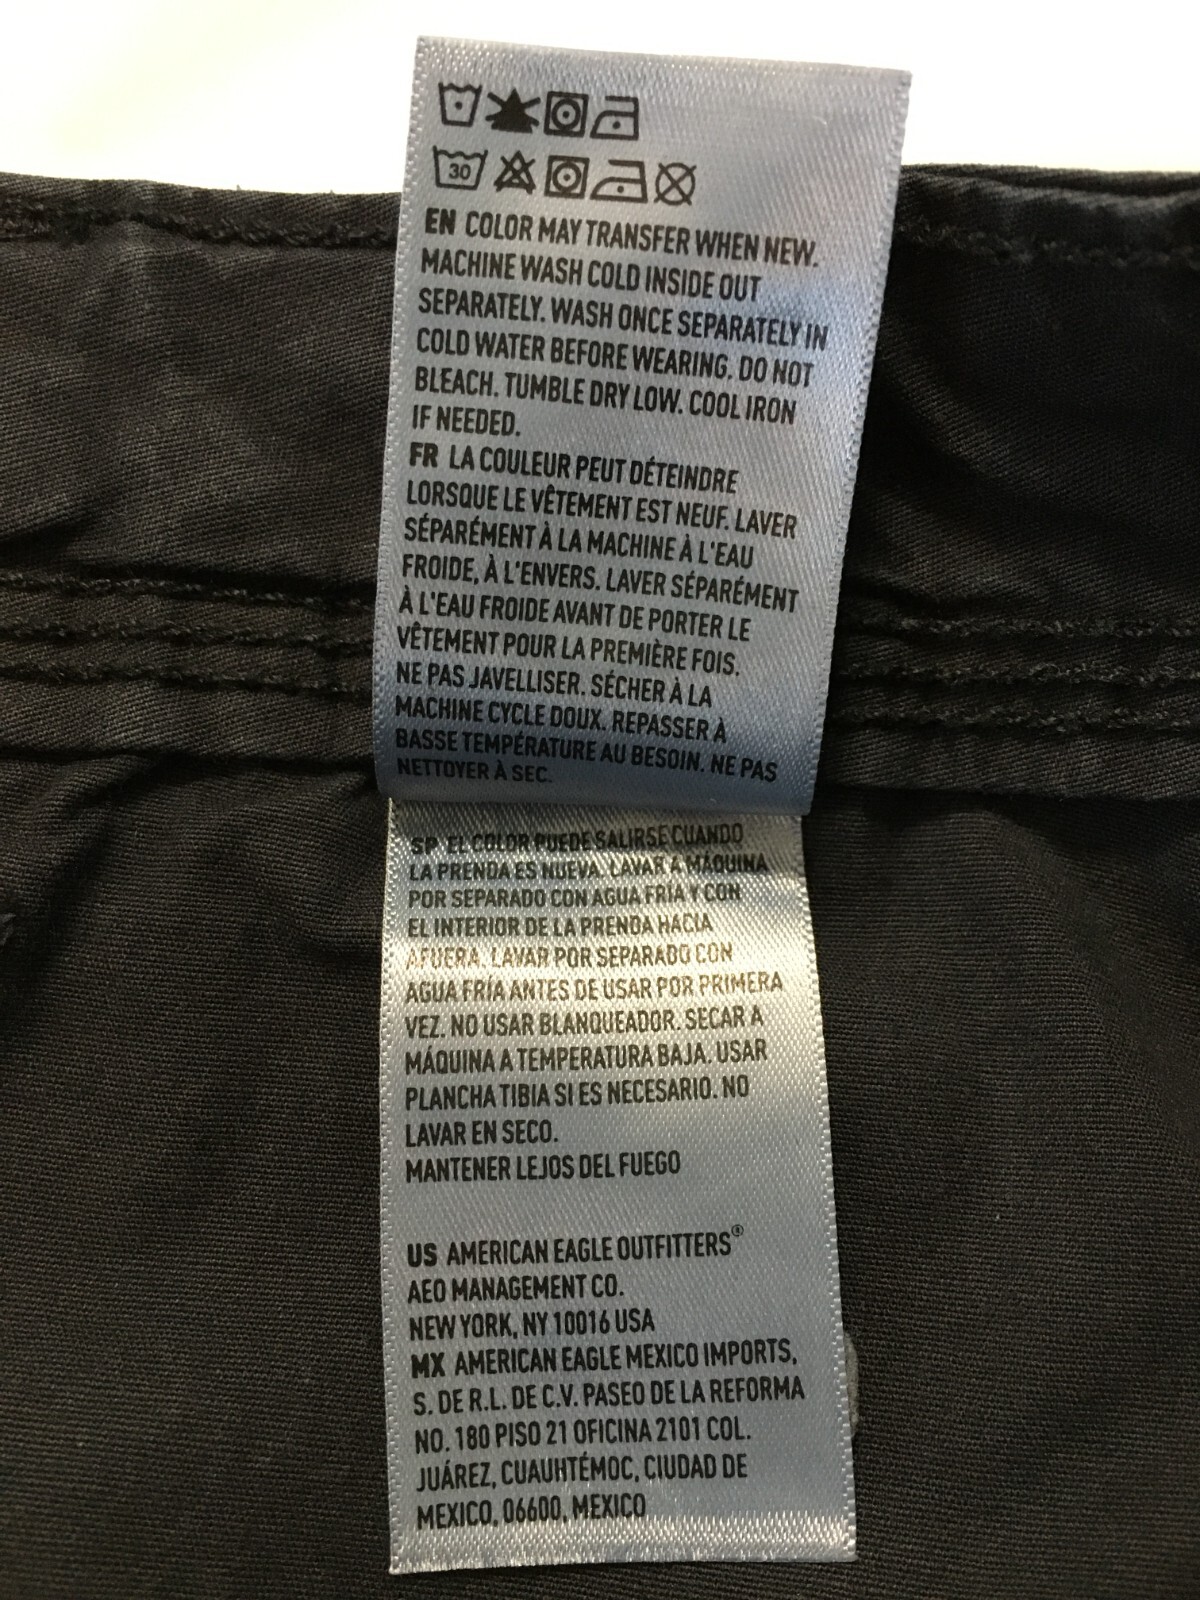 30
EN COLOR MAY TRANSFER WHEN NEW.
MACHINE WASH COLD INSIDE OUT
SEPARATELY. WASH ONCE SEPARATELY IN
COLD WATER BEFORE WEARING. DO NOT
BLEACH. TUMBLE DRY LOW. COOL IRON
IF NEEDED.
FR LA COULEUR PEUT DÉTEINDRE
LORSQUE LE VÊTEMENT EST NEUF. LAVER
SÉPARÉMENT À LA MACHINE À L'EAU
FROIDE, À L'ENVERS. LAVER SÉPARÉMENT
À L'EAU FROIDE AVANT DE PORTER LE
VÊTEMENT POUR LA PREMIÈRE FOIS.
NE PAS JAVELLISER. SÉCHER À LA
MACHINE CYCLE DOUX. REPASSER À
BASSE TEMPÉRATURE AU BESOIN. NE PAS
NETTOYER À SEC.
SP EL COLOR PUEDE SALIRSE CUANDO
LA PRENDA ES NUEVA. LAVAR A MÁQUINA
POR SEPARADO CON AGUA FRÍA Y CON
EL INTERIOR DE LA PRENDA HACIA
AFUERA. LAVAR POR SEPARADO CON
AGUA FRÍA ANTES DE USAR POR PRIMERA
VEZ. NO USAR BLANQUEADOR. SECAR A
MÁQUINA A TEMPERATURA BAJA. USAR
PLANCHA TIBIA SI ES NECESARIO. NO
LAVAR EN SECO.
MANTENER LEJOS DEL FUEGO
US AMERICAN EAGLE OUTFITTERS®
AEO MANAGEMENT CO.
NEW YORK, NY 10016 USA
MX AMERICAN EAGLE MEXICO IMPORTS,
S. DE R.L. DE C.V. PASEO DE LA REFORMA
NO. 180 PISO 21 OFICINA 2101 COL.
JUÁREZ, CUAUHTÉMOC, CIUDAD DE
MEXICO, 06600, MEXICO